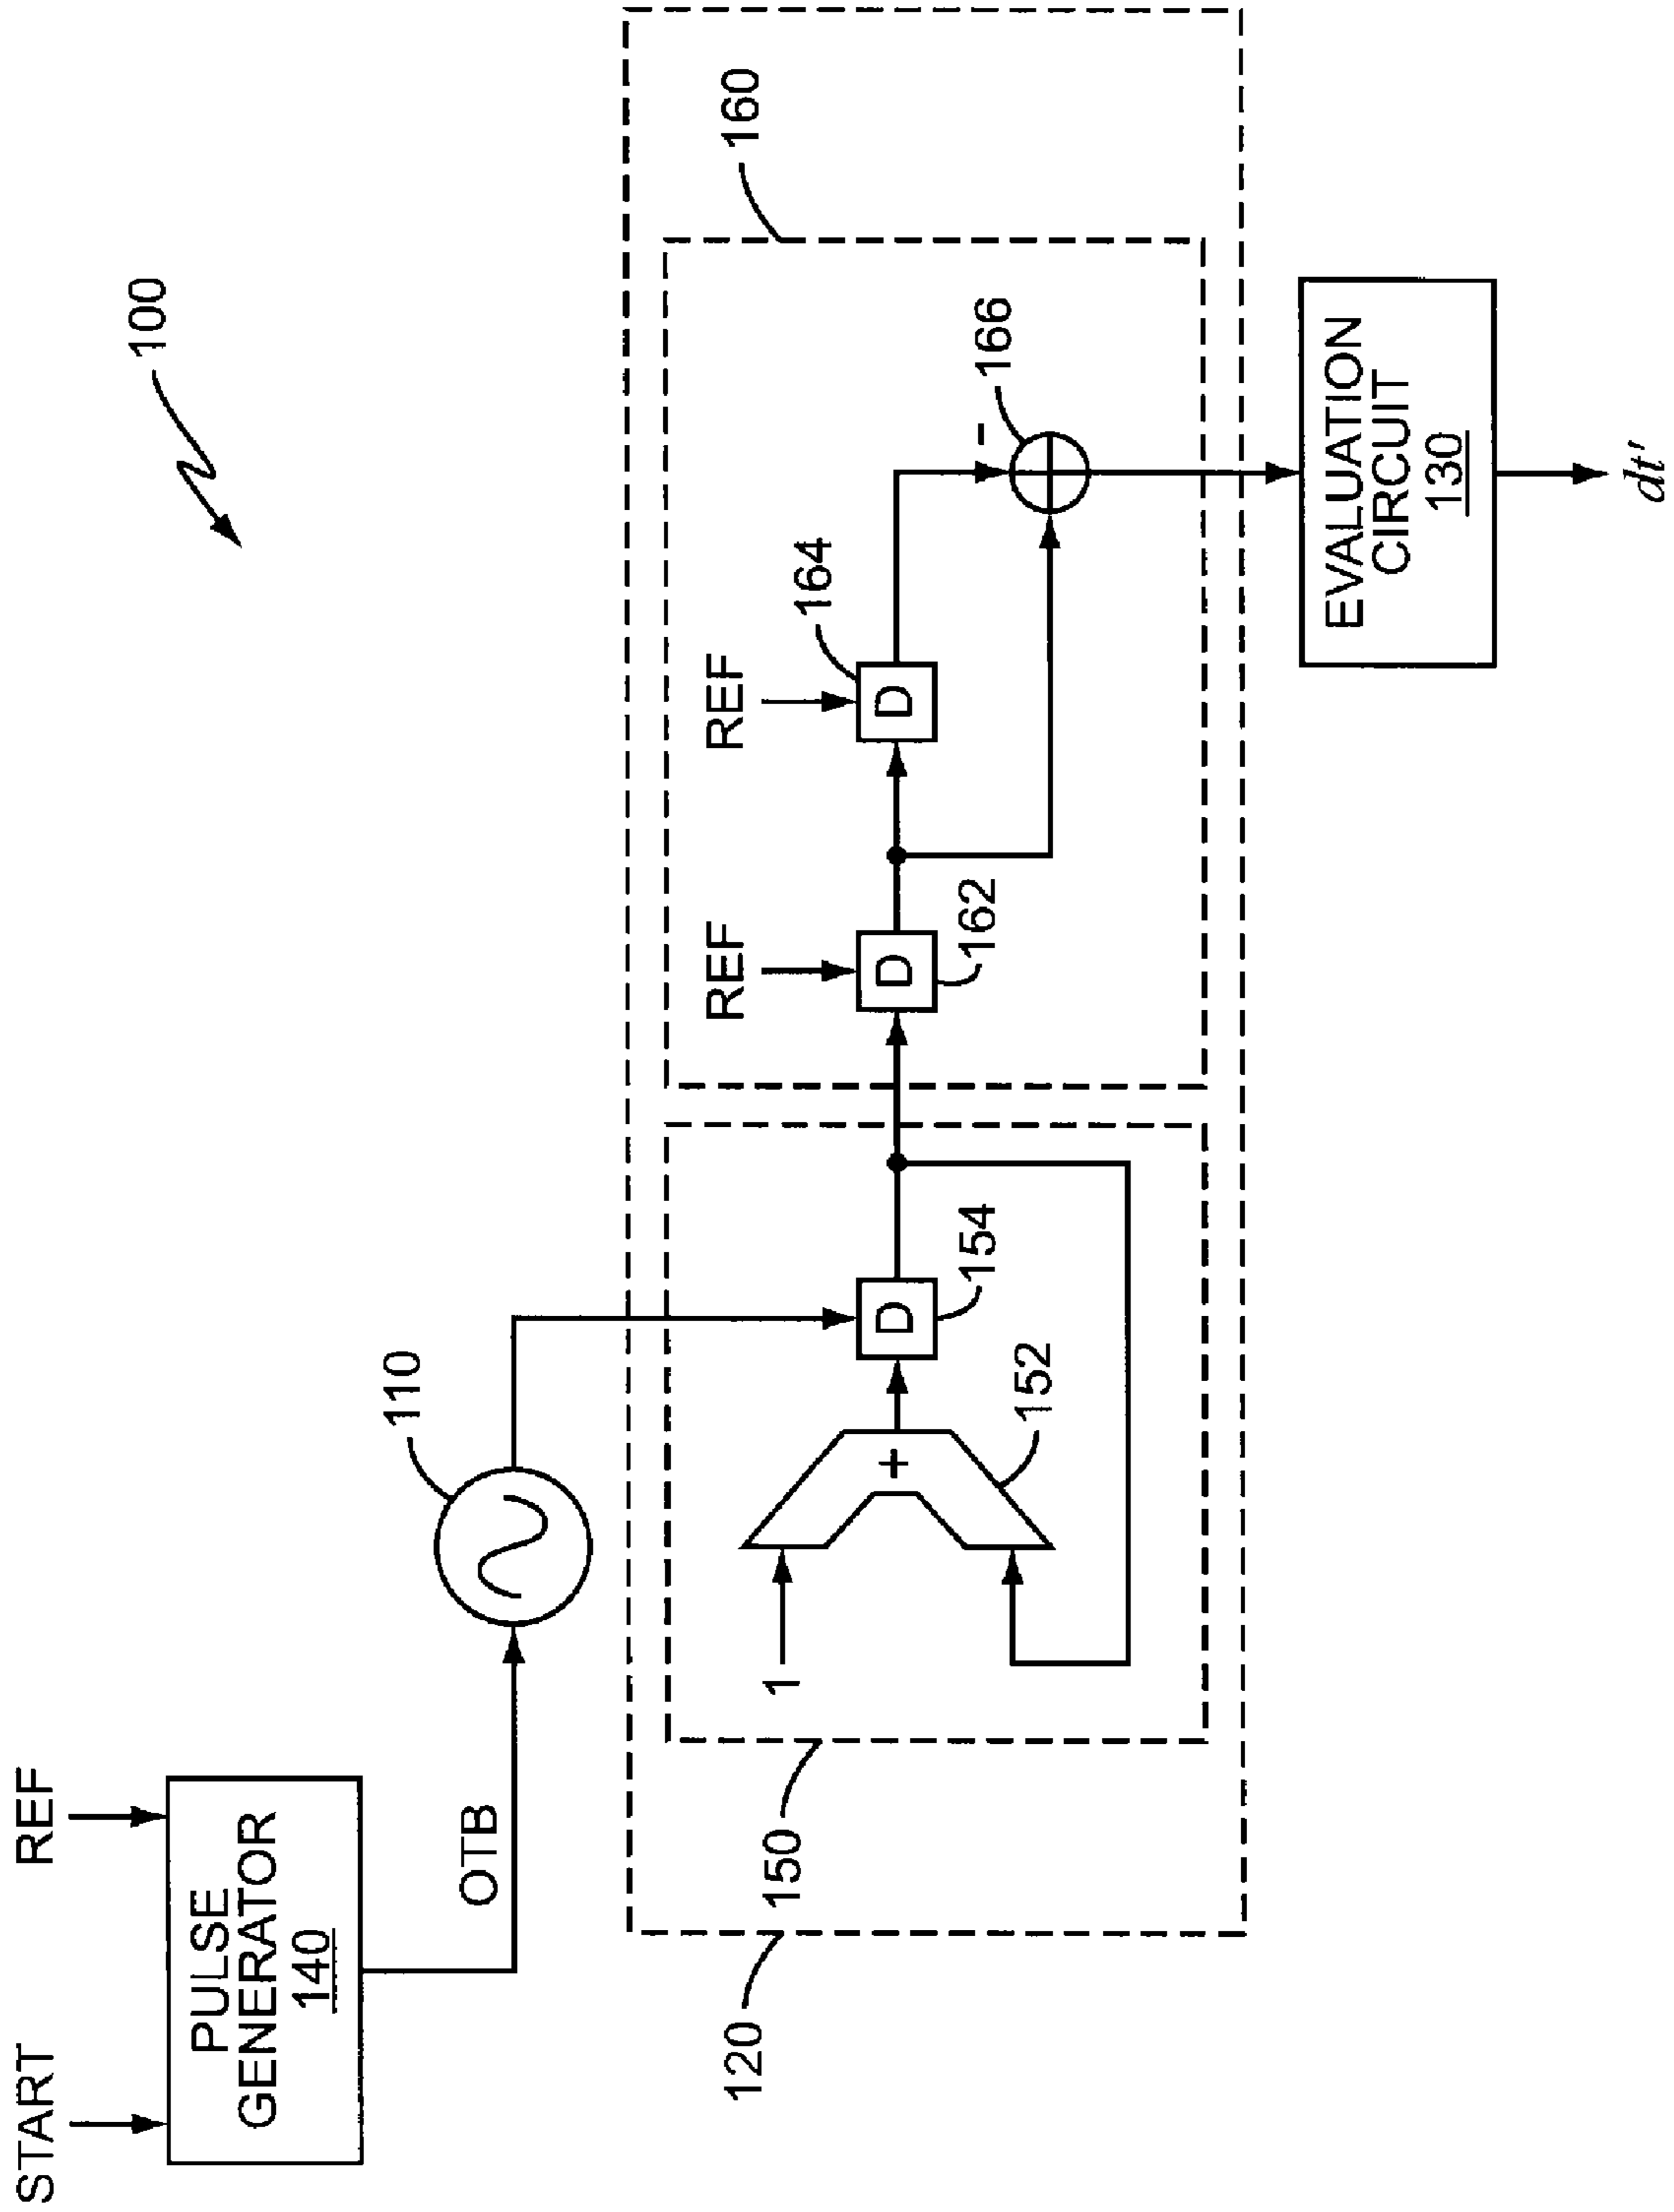 100
START
REF
PULSE
GENERATOR
140
OTB
110
120
150
1
+
152
D
154
160
REF
D
162
REF
D
164
-
166
EVALUATION
CIRCUIT
130
dt'